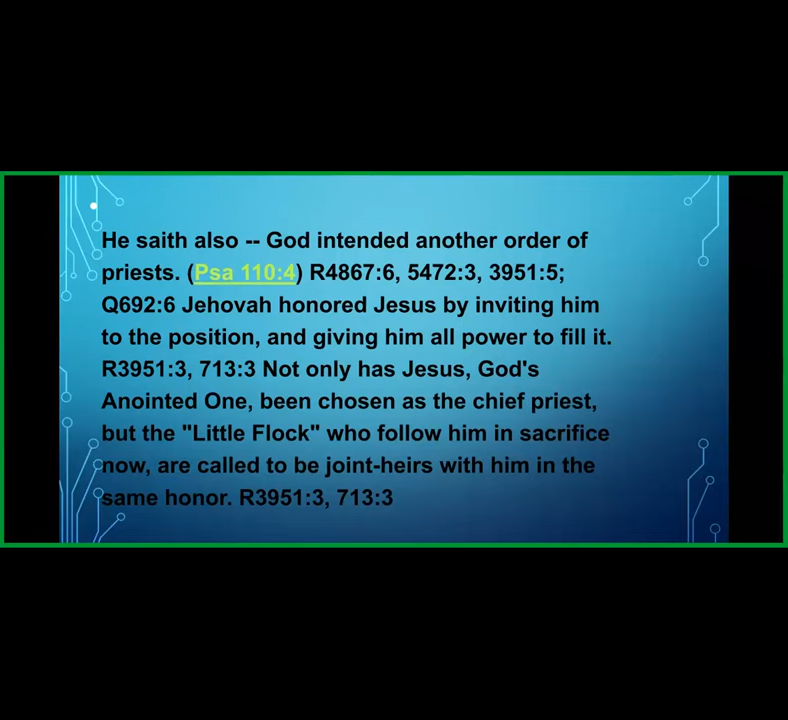 He saith also -- God intended another order of
priests. (Psa 110:4) R4867:6, 5472:3, 3951:5;
Q692:6 Jehovah honored Jesus by inviting him
to the position, and giving him all power to fill it.
R3951:3, 713:3 Not only has Jesus, God's
Anointed One, been chosen as the chief priest,
but the "Little Flock" who follow him in sacrifice
now, are called to be joint-heirs with him in the
same honor. R3951:3, 713:3